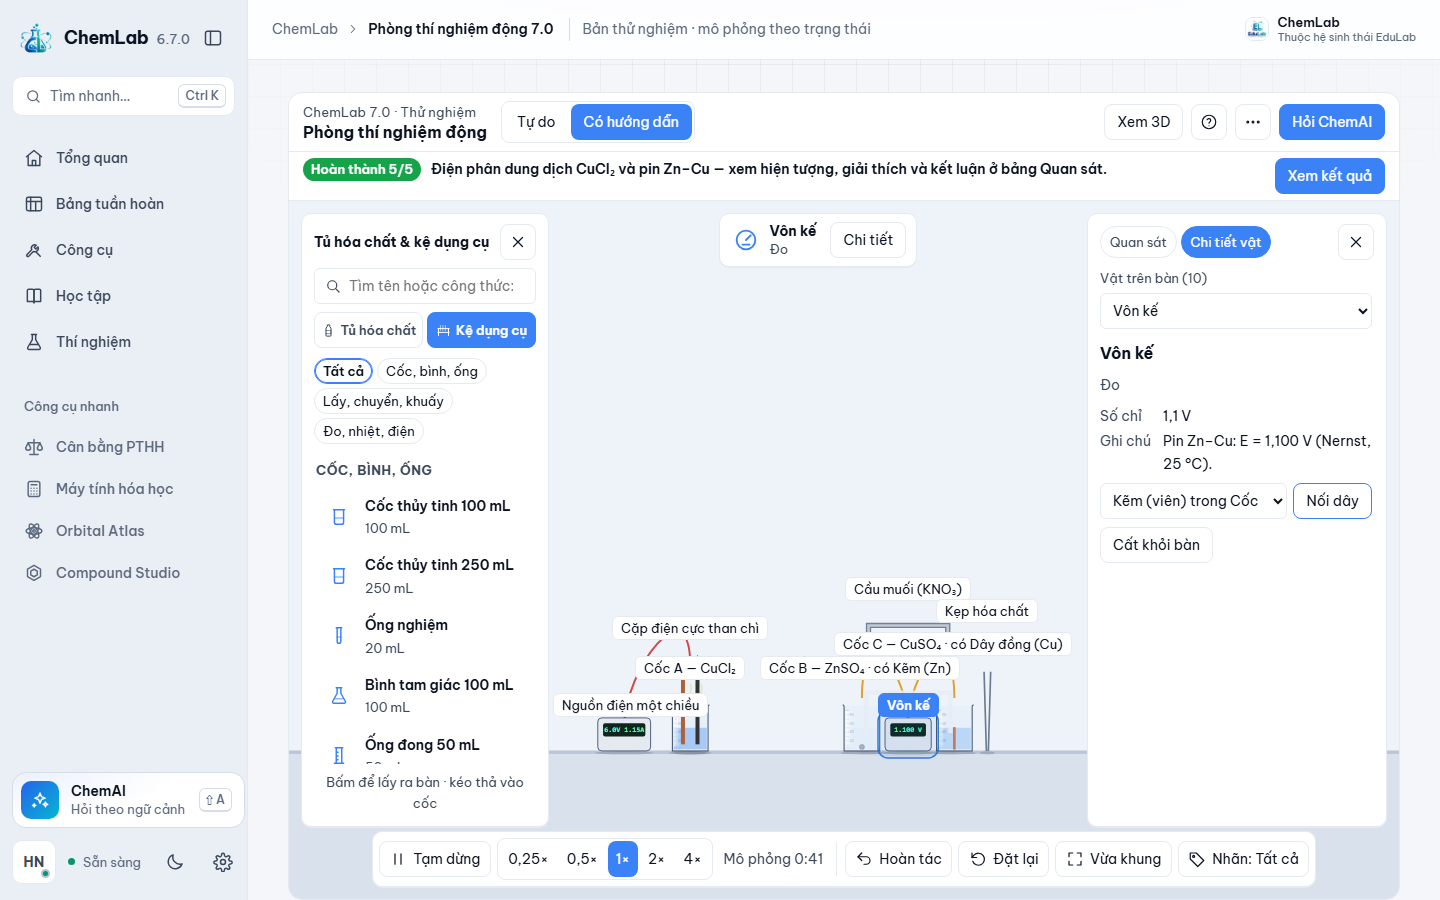 ChemLab 6.7.0
Tìm nhanh... Ctrl K
Tổng quan
Bảng tuần hoàn
Công cụ
Học tập
Thí nghiệm
Công cụ nhanh
Cân bằng PTHH
Máy tính hóa học
Orbital Atlas
Compound Studio
ChemAI
Hỏi theo ngữ cảnh
⇧ A
HN
Sẵn sàng
ChemLab > Phòng thí nghiệm động 7.0 Bản thử nghiệm · mô phỏng theo trạng thái
ChemLab
Thuộc hệ sinh thái EduLab
ChemLab 7.0 · Thử nghiệm
Phòng thí nghiệm động
Tự do Có hướng dẫn
Xem 3D
Hỏi ChemAI
Hoàn thành 5/5 Điện phân dung dịch CuCl₂ và pin Zn–Cu — xem hiện tượng, giải thích và kết luận ở bảng Quan sát.
Xem kết quả
Tủ hóa chất & kệ dụng cụ
Tìm tên hoặc công thức:
Tủ hóa chất Kệ dụng cụ
Tất cả Cốc, bình, ống
Lấy, chuyển, khuấy
Đo, nhiệt, điện
CỐC, BÌNH, ỐNG
Cốc thủy tinh 100 mL
100 mL
Cốc thủy tinh 250 mL
250 mL
Ống nghiệm
20 mL
Bình tam giác 100 mL
100 mL
Ống đong 50 mL
Bấm để lấy ra bàn · kéo thả vào
cốc
Vôn kế
Đo
Chi tiết
Cầu muối (KNO₃)
Kẹp hóa chất
Cặp điện cực than chì
Cốc C — CuSO₄ · có Dây đồng (Cu)
Cốc A — CuCl₂
Cốc B — ZnSO₄ · có Kẽm (Zn)
Nguồn điện một chiều
Vôn kế
6.0V 1.15A
1.100 V
Quan sát Chi tiết vật
Vật trên bàn (10)
Vôn kế
Vôn kế
Đo
Số chỉ 1,1 V
Ghi chú Pin Zn–Cu: E = 1,100 V (Nernst,
25 °C).
Kẽm (viên) trong Cốc Nối dây
Cất khỏi bàn
Tạm dừng 0,25× 0,5× 1× 2× 4× Mô phỏng 0:41 Hoàn tác Đặt lại Vừa khung Nhãn: Tất cả